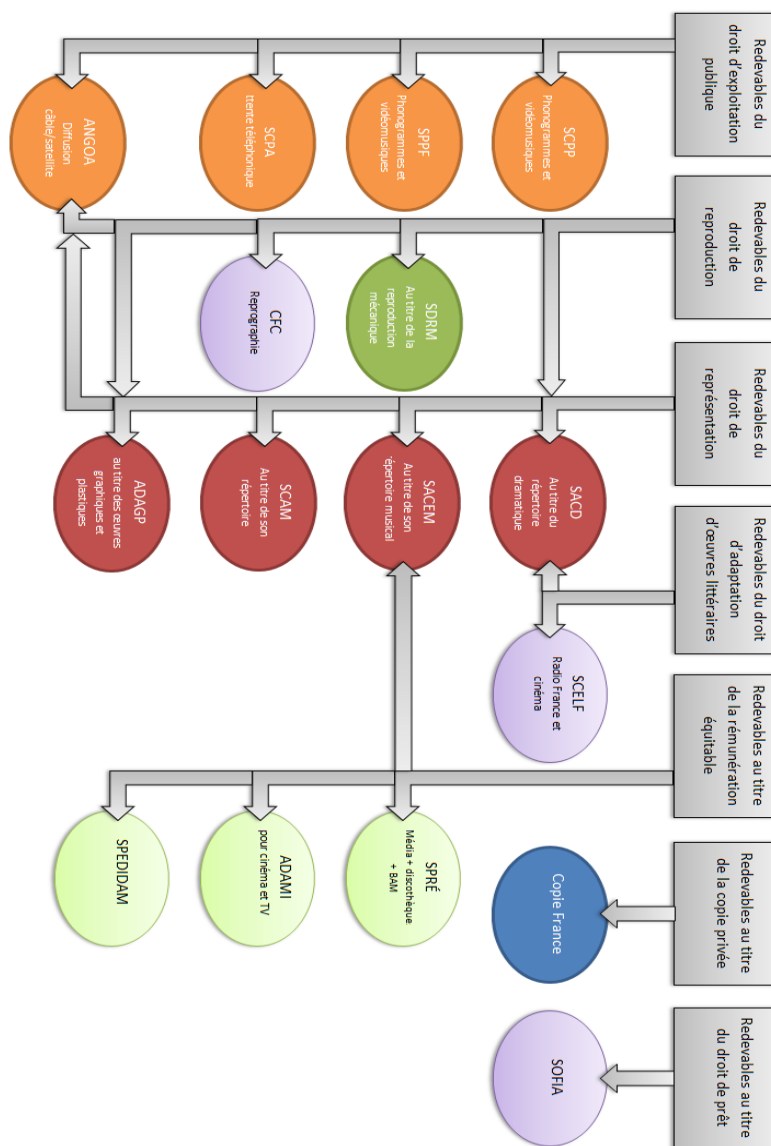 Redevables du
droit d'exploitation
publique
Redevables du
droit de
reproduction
Redevables du
droit de
représentation
Redevables du droit
d'adaptation
d'œuvres littéraires
Redevables au titre
de la rémunération
équitable
Redevables au titre
de la copie privée
Redevables au titre
du droit de prêt
SCPP
Phonogrammes et
vidéomusiques
SPPF
Phonogrammes et
vidéomusiques
SCPA
ttente téléphonique
ANGOA
Diffusion
câble/satellite
SDRM
Au titre de la
reproduction
mécanique
CFC
Reprographie
SACD
Au titre du
répertoire
dramatique
SACEM
Au titre de son
répertoire musical
SCAM
Au titre de son
répertoire
ADAGP
au titre des œuvres
graphiques et
plastiques
SCELF
Radio France et
cinéma
SPRÉ
Média + discothèque
+ BAM
ADAMI
pour cinéma et TV
SPEDIDAM
Copie France
SOFIA